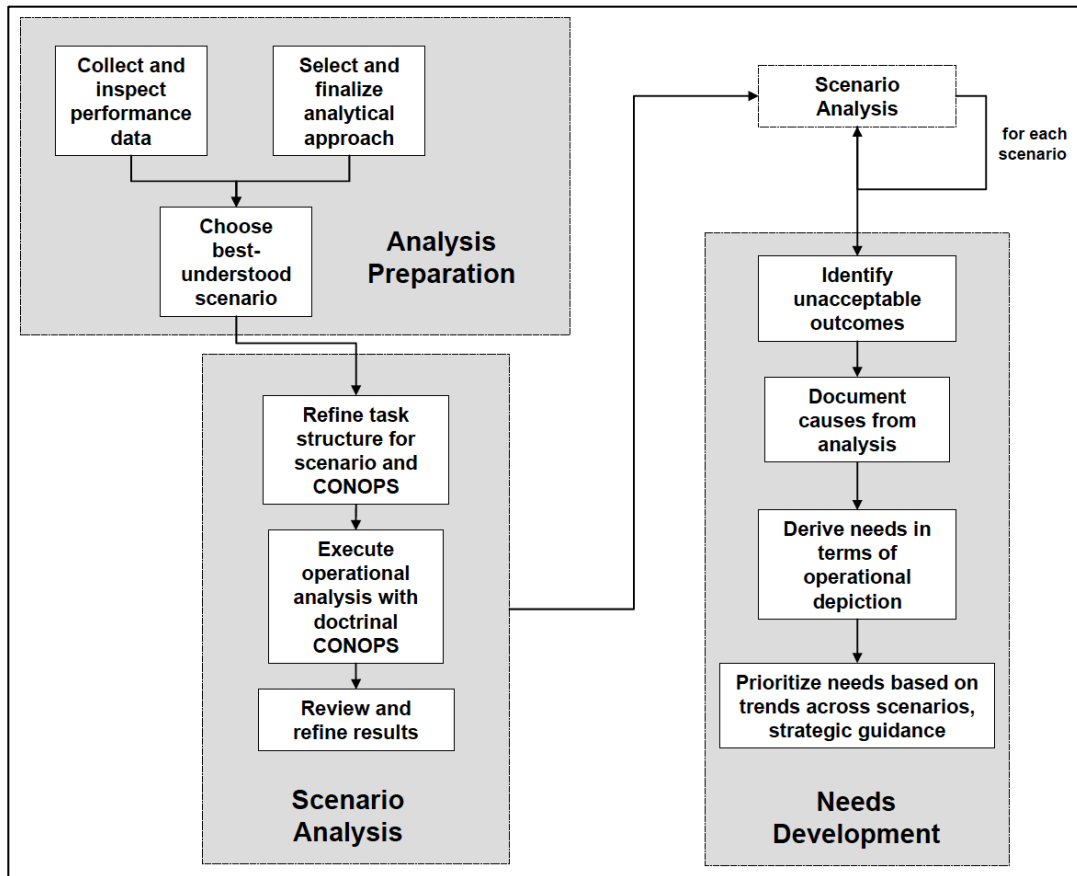 Collect and
inspect
performance
data
Select and
finalize
analytical
approach
Choose
best-
understood
scenario
Analysis
Preparation
Refine task
structure for
scenario and
CONOPS
Execute
operational
analysis with
doctrinal
CONOPS
Review and
refine results
Scenario
Analysis
Scenario
Analysis
for each
scenario
Identify
unacceptable
outcomes
Document
causes from
analysis
Derive needs in
terms of
operational
depiction
Prioritize needs based on
trends across scenarios,
strategic guidance
Needs
Development